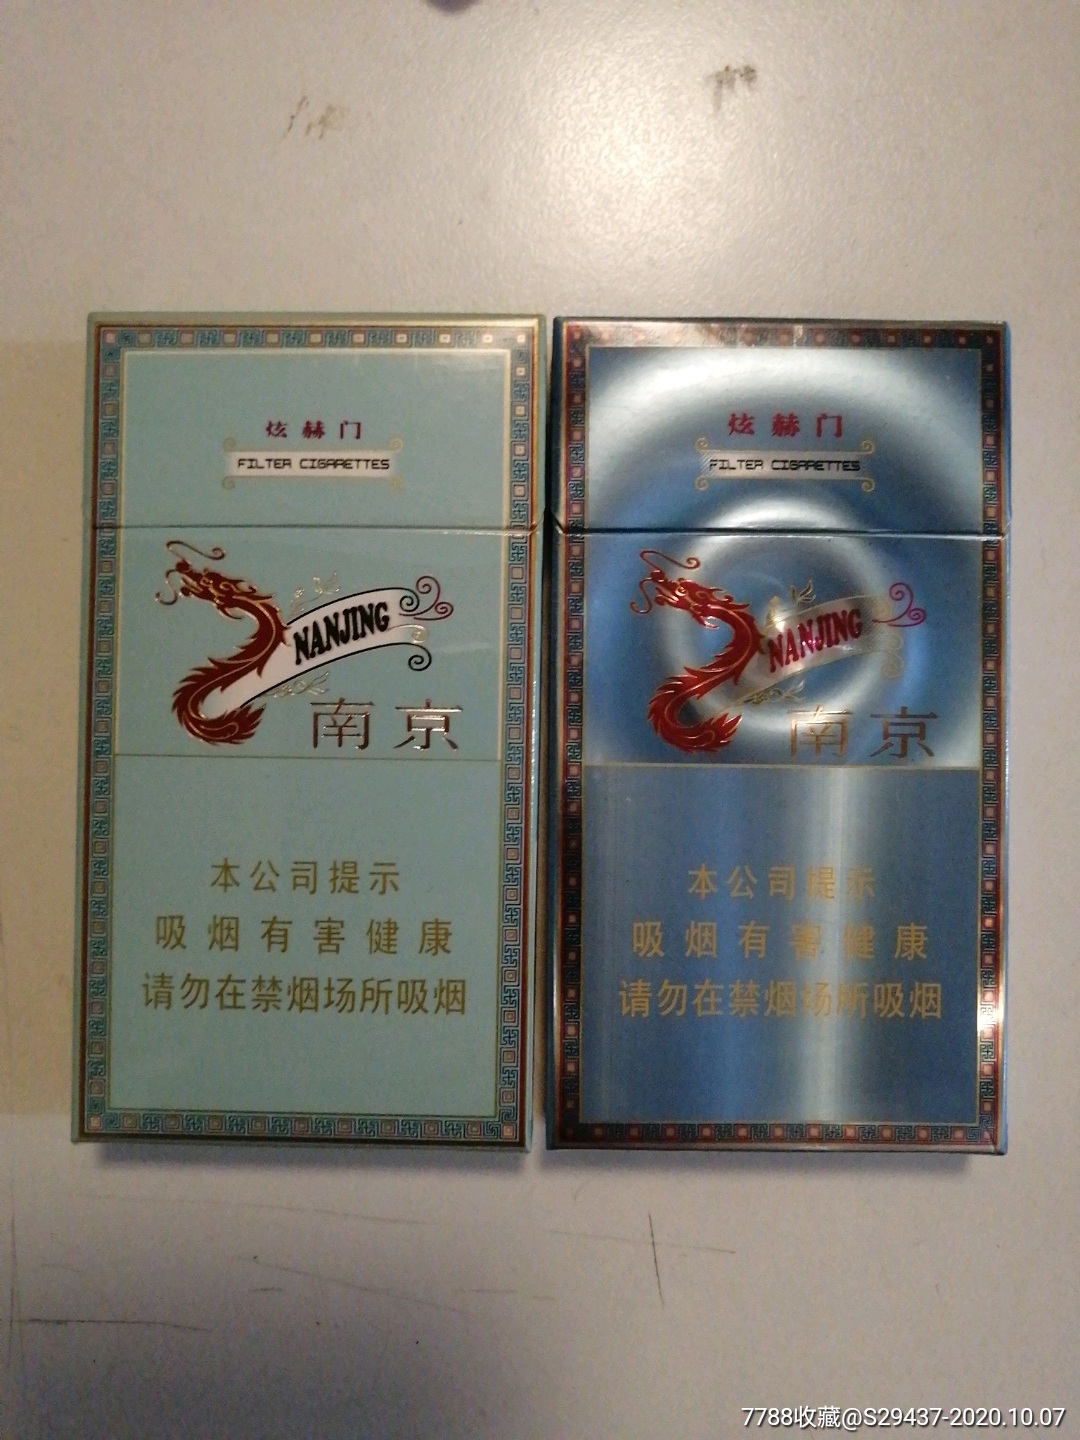 炫赫门
FILTER CIGARETTES
NANJING
南京
本公司提示
吸烟有害健康
请勿在禁烟场所吸烟
炫赫门
FILTER CIGARETTES
NANJING
南京
本公司提示
吸烟有害健康
请勿在禁烟场所吸烟
7788收藏@S29437-2020.10.07